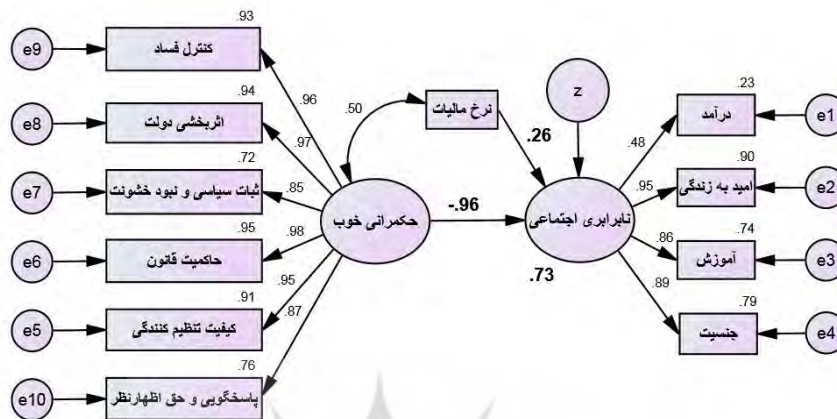 .93
e9
کنترل فساد
.96
.94
e8
اثربخشی دولت
.97
.72
e7
ثبات سیاسی و نبود خشونت
.85
.95
e6
حاکمیت قانون
.98
.91
e5
کیفیت تنظیم کنندگی
.95
.76
e10
پاسخگویی و حق اظهارنظر
.87
حکمرانی خوب
.50
نرخ مالیات
.26
-.96
z
نابرابری اجتماعی
.73
.23
درآمد
e1
.48
.90
امید به زندگی
e2
.95
.74
آموزش
e3
.86
.79
جنسیت
e4
.89